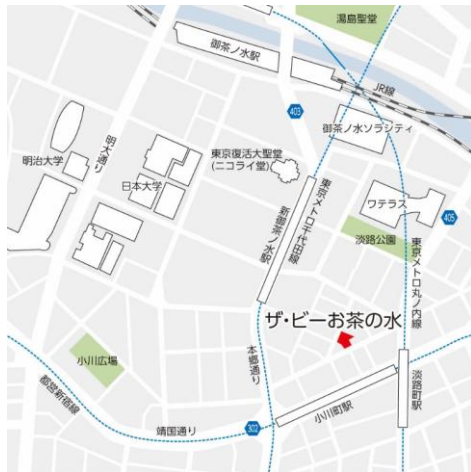 湯島聖堂
御茶ノ水駅
JR線
403
御茶ノ水ソラシティ
明大通り
明治大学
日本大学
東京復活大聖堂
(ニコライ堂)
東京メトロ千代田線
新御茶ノ水駅
ワテラス
405
淡路公園
東京メトロ丸ノ内線
ザ・ビーお茶の水
小川広場
本郷通り
淡路町駅
都営新宿線
靖国通り
302
小川町駅